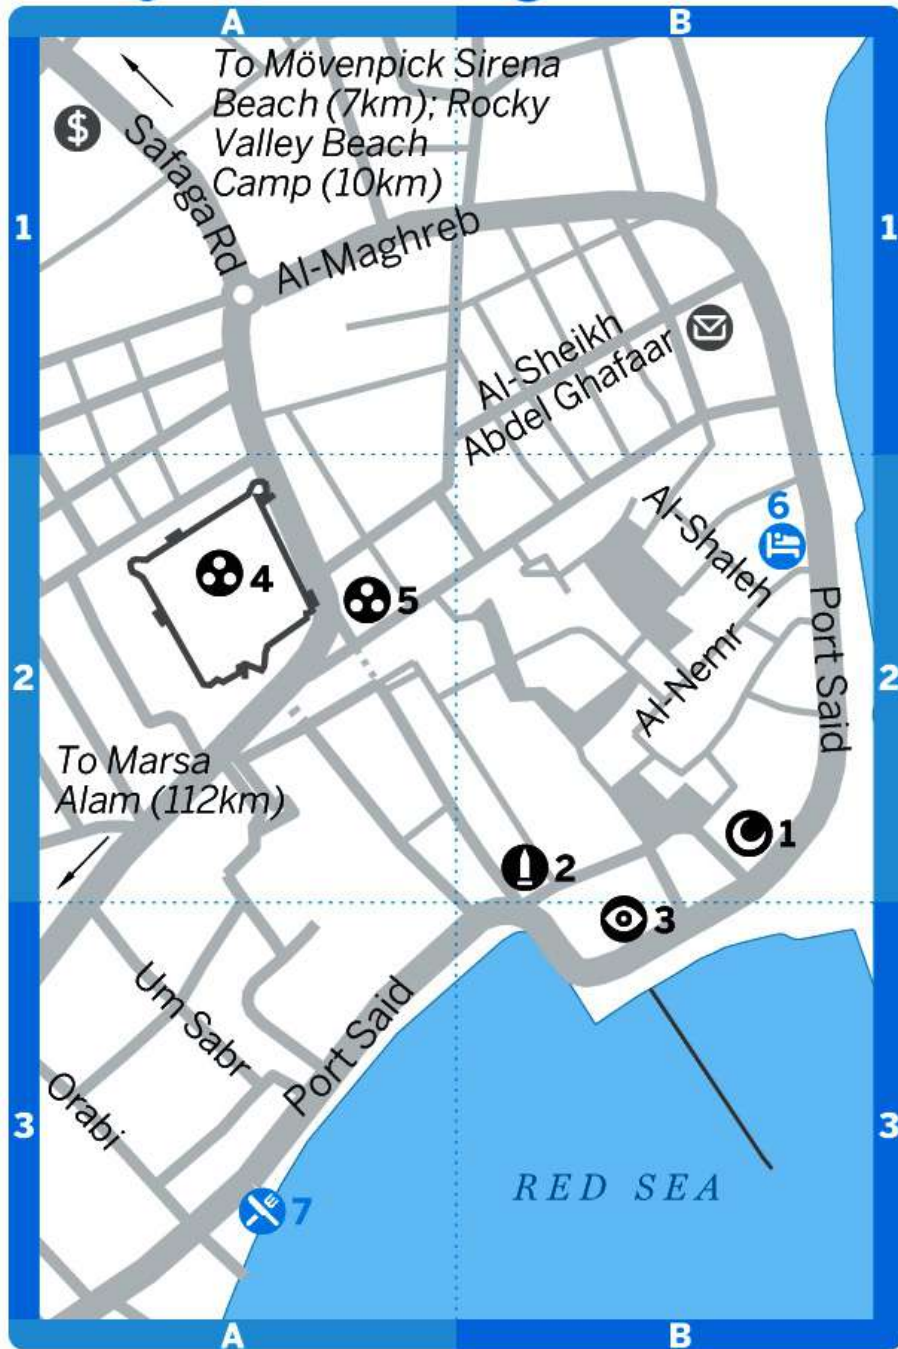 A
B
To Mövenpick Sirena
Beach (7km); Rocky
Valley Beach
Camp (10km)
$
Safaga Rd
1
1
Al-Maghreb
Al-Sheikh
Abdel Ghafaar
6
Al-Shaleh
4
5
Port Said
2
2
Al-Nemr
To Marsa
Alam (112km)
1
2
3
Um Sabr
Port Said
Orabi
3
3
RED SEA
7
A
B